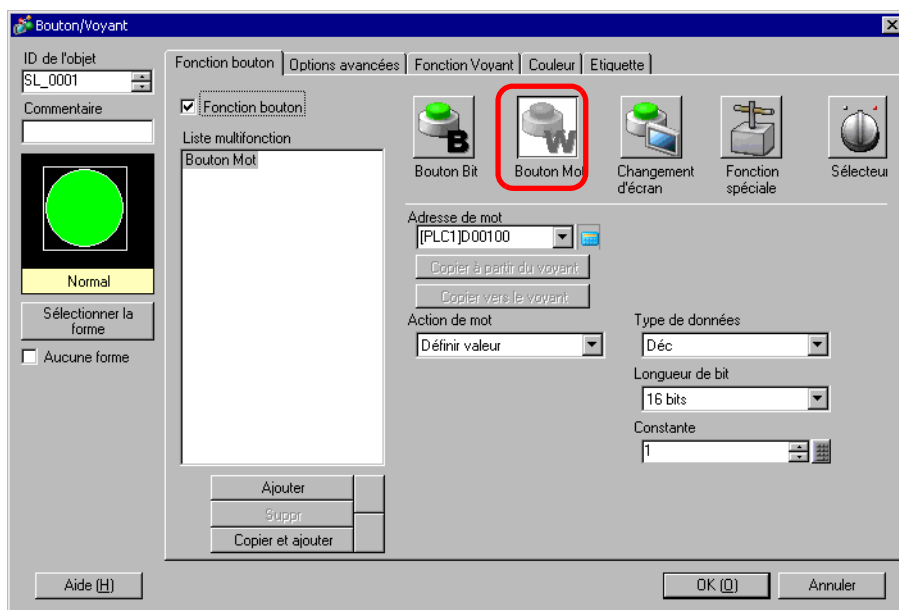 Bouton/Voyant
ID de l'objet
SL_0001
Commentaire
Normal
Sélectionner la
forme
Aucune forme
Fonction bouton
Options avancées
Fonction Voyant
Couleur
Etiquette
Fonction bouton
Liste multifonction
Bouton Mot
Ajouter
Suppr
Copier et ajouter
B
Bouton Bit
W
Bouton Mot
Changement
d'écran
Fonction
spéciale
Sélecteu
Adresse de mot
[PLC1]D00100
Copier à partir du voyant
Copier vers le voyant
Action de mot
Définir valeur
Type de données
Déc
Longueur de bit
16 bits
Constante
1
Aide (H)
OK (O)
Annuler